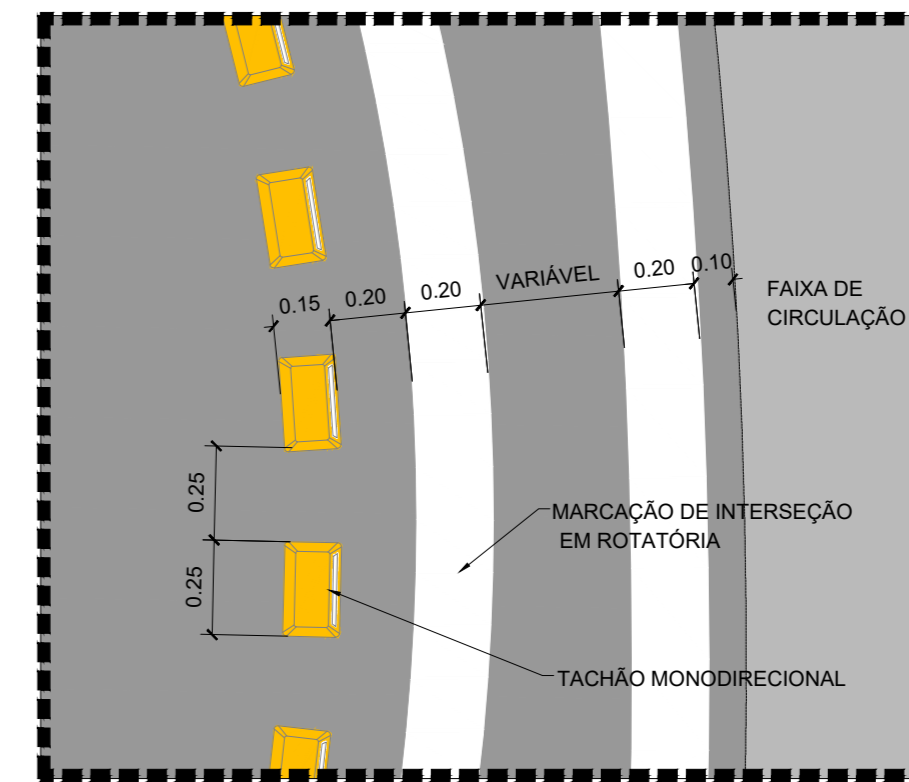 0.15
0.20
0.20
VARIÁVEL
0.20
0.10
FAIXA DE
CIRCULAÇÃO
0.25
0.25
MARCAÇÃO DE INTERSEÇÃO
EM ROTATÓRIA
TACHÃO MONODIRECIONAL